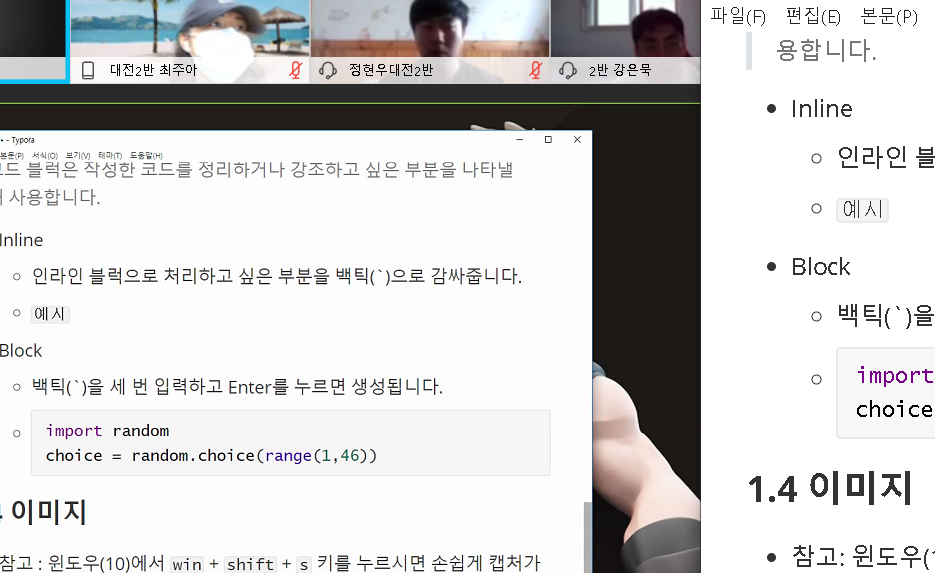 대전2반 최주아
정현우대전2반
2반 강은묵
- Typora
본문(P) 서식(O) 보기(V) 테마(T) 도움말(H)
드 블럭은 작성한 코드를 정리하거나 강조하고 싶은 부분을 나타낼
사용합니다.
Inline
인라인 블럭으로 처리하고 싶은 부분을 백틱(`)으로 감싸줍니다.
예시
Block
백틱(`)을 세 번 입력하고 Enter를 누르면 생성됩니다.
import random
choice = random.choice(range(1,46))
이미지
참고 : 윈도우(10)에서 win + shift + s 키를 누르시면 손쉽게 캡처가
파일(F) 편집(E) 본문(P)
용합니다.
Inline
인라인 블
예시
Block
백틱(`)을
import
choice
1.4 이미지
참고: 윈도우(1